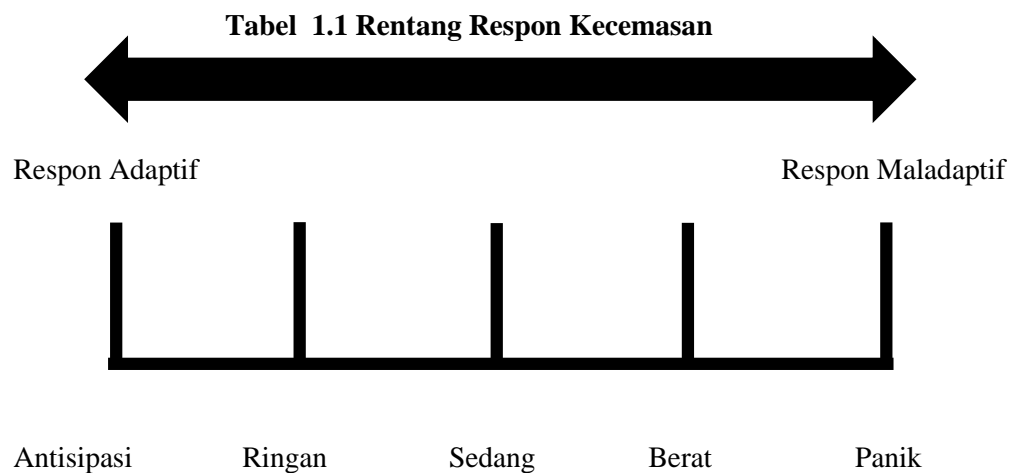 Tabel 1.1 Rentang Respon Kecemasan
Respon Adaptif Respon Maladaptif
Antisipasi Ringan Sedang Berat Panik